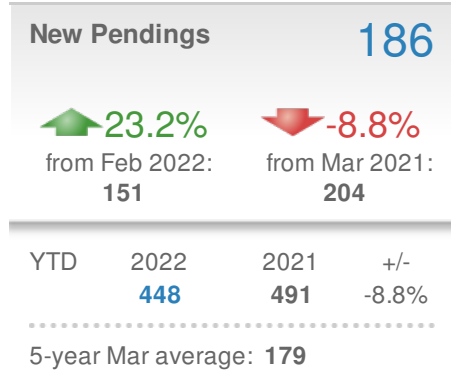 New Pendings 186
23.2% -8.8%
from Feb 2022: from Mar 2021:
151 204
YTD 2022 2021 +/-
448 491 -8.8%
5-year Mar average: 179